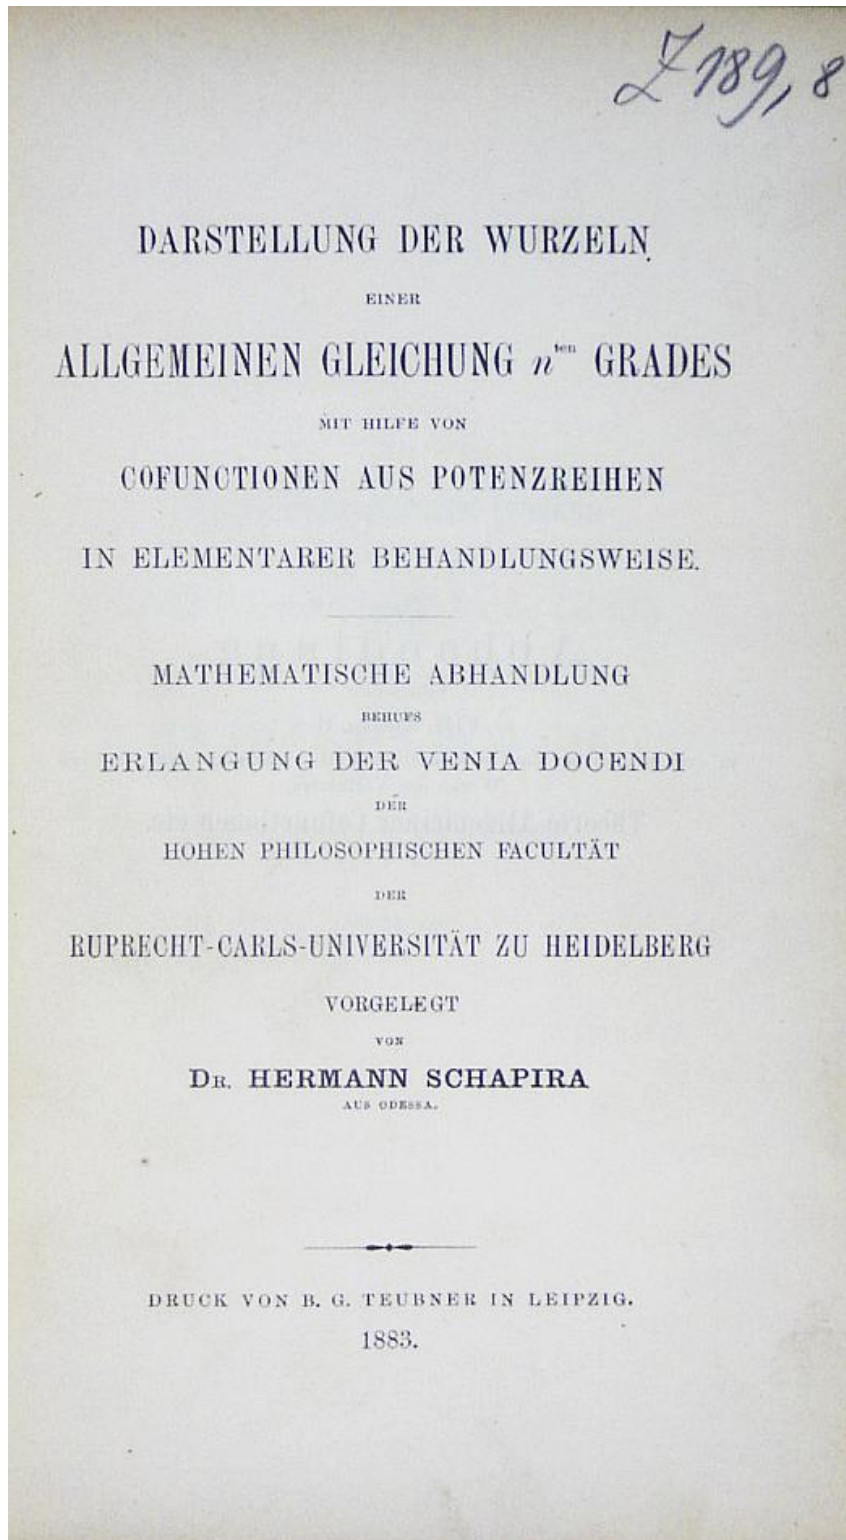 Z 189, 8
DARSTELLUNG DER WURZELN
EINER
ALLGEMEINEN GLEICHUNG nten GRADES
MIT HILFE VON
COFUNCTIONEN AUS POTENZREIHEN
IN ELEMENTARER BEHANDLUNGSWEISE.
MATHEMATISCHE ABHANDLUNG
BEHUFS
ERLANGUNG DER VENIA DOCENDI
DER
HOHEN PHILOSOPHISCHEN FACULTÄT
DER
RUPRECHT-CARLS-UNIVERSITÄT ZU HEIDELBERG
VORGELEGT
VON
DR. HERMANN SCHAPIRA
AUS ODESSA.
DRUCK VON B. G. TEUBNER IN LEIPZIG.
1883.